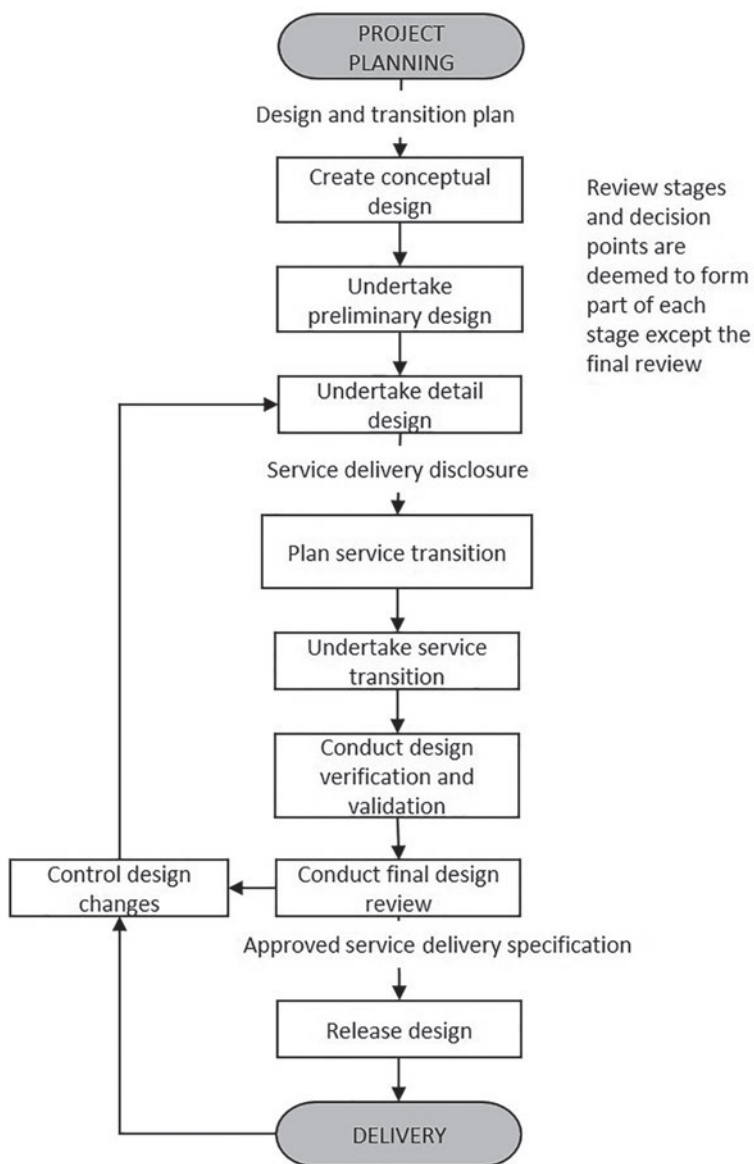 PROJECT
PLANNING
Design and transition plan
Create conceptual
design
Review stages
and decision
points are
deemed to form
part of each
stage except the
final review
Undertake
preliminary design
Undertake detail
design
Service delivery disclosure
Plan service transition
Undertake service
transition
Conduct design
verification and
validation
Control design
changes
Conduct final design
review
Approved service delivery specification
Release design
DELIVERY